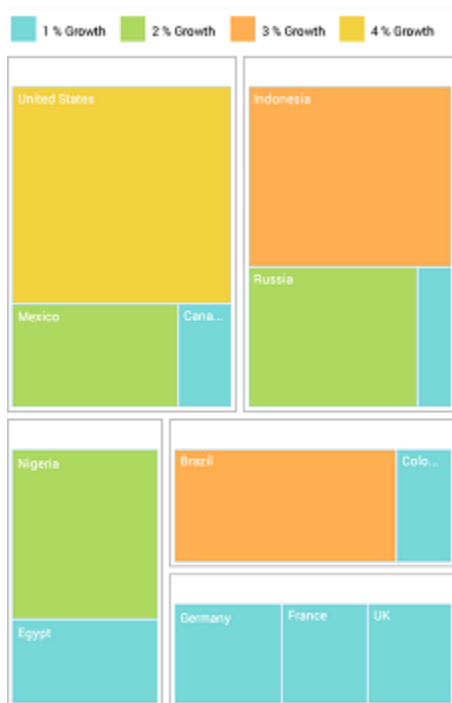 1 % Growth 2 % Growth 3 % Growth 4 % Growth
United States
Indonesia
Russia
Mexico
Cana...
Nigeria
Brazil
Colo...
Germany
France
UK
Egypt